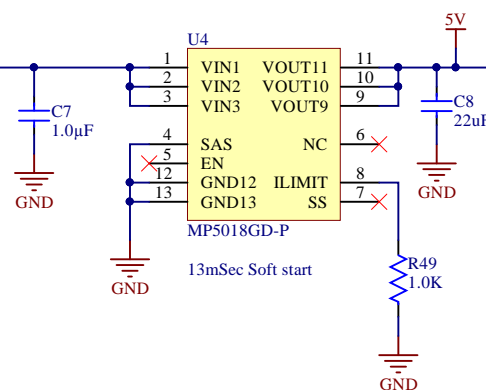 U4
5V
1 VIN1 VOUT11 11
2 VIN2 VOUT10 10
3 VIN3 VOUT9 9
C7
1.0µF
C8
22uF
4 SAS NC 6
5 EN
12 GND12 ILIMIT 8
13 GND13 SS 7
GND
GND
MP5018GD-P
13mSec Soft start
GND
R49
1.0K
GND